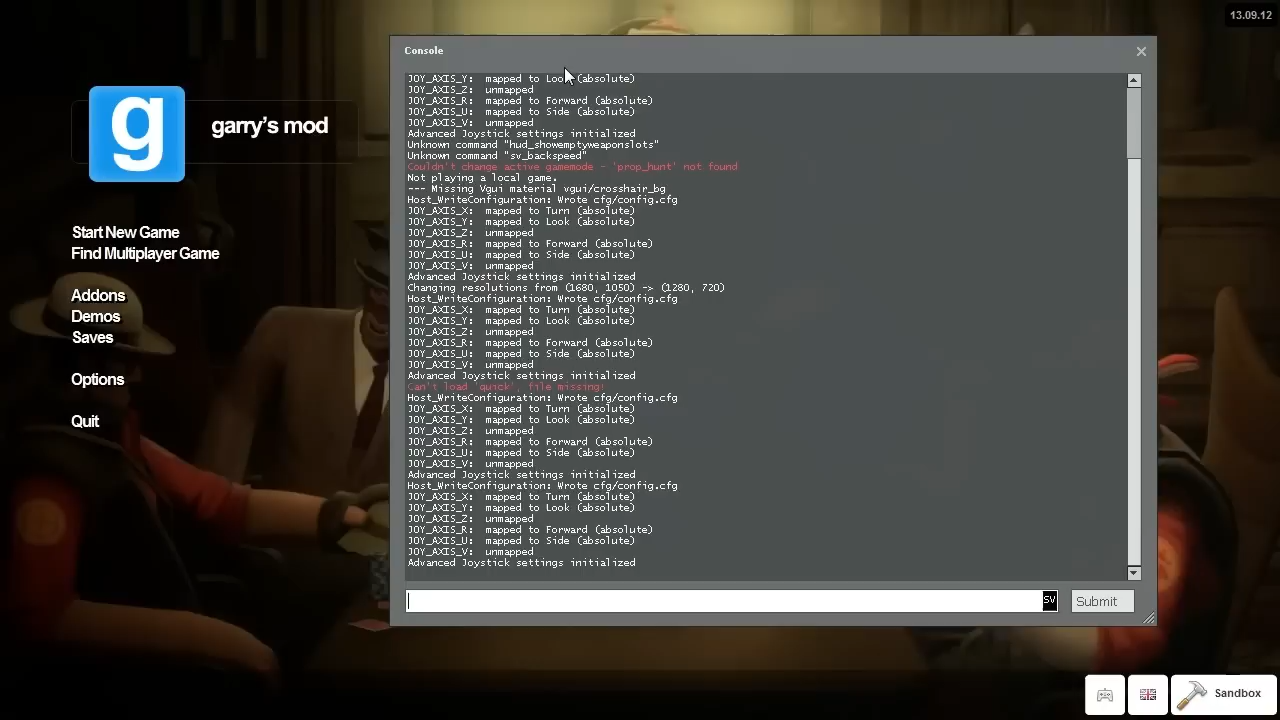 13.09.12
Console
g
garry's mod
Start New Game
Find Multiplayer Game
Addons
Demos
Saves
Options
Quit
JOY_AXIS_Y: mapped to Look (absolute)
JOY_AXIS_Z: unmapped
JOY_AXIS_R: mapped to Forward (absolute)
JOY_AXIS_U: mapped to Side (absolute)
JOY_AXIS_V: unmapped
Advanced Joystick settings initialized
Unknown command "hud_showemptyweaponslots"
Unknown command "sv_backspeed"
Couldn't change active gamemode - 'prop_hunt' not found
Not playing a local game.
--- Missing Vgui material vgui/crosshair_bg
Host_WriteConfiguration: Wrote cfg/config.cfg
JOY_AXIS_X: mapped to Turn (absolute)
JOY_AXIS_Y: mapped to Look (absolute)
JOY_AXIS_Z: unmapped
JOY_AXIS_R: mapped to Forward (absolute)
JOY_AXIS_U: mapped to Side (absolute)
JOY_AXIS_V: unmapped
Advanced Joystick settings initialized
Changing resolutions from (1680, 1050) -> (1280, 720)
Host_WriteConfiguration: Wrote cfg/config.cfg
JOY_AXIS_X: mapped to Turn (absolute)
JOY_AXIS_Y: mapped to Look (absolute)
JOY_AXIS_Z: unmapped
JOY_AXIS_R: mapped to Forward (absolute)
JOY_AXIS_U: mapped to Side (absolute)
JOY_AXIS_V: unmapped
Advanced Joystick settings initialized
Can't load 'quick', file missing!
Host_WriteConfiguration: Wrote cfg/config.cfg
JOY_AXIS_X: mapped to Turn (absolute)
JOY_AXIS_Y: mapped to Look (absolute)
JOY_AXIS_Z: unmapped
JOY_AXIS_R: mapped to Forward (absolute)
JOY_AXIS_U: mapped to Side (absolute)
JOY_AXIS_V: unmapped
Advanced Joystick settings initialized
Host_WriteConfiguration: Wrote cfg/config.cfg
JOY_AXIS_X: mapped to Turn (absolute)
JOY_AXIS_Y: mapped to Look (absolute)
JOY_AXIS_Z: unmapped
JOY_AXIS_R: mapped to Forward (absolute)
JOY_AXIS_U: mapped to Side (absolute)
JOY_AXIS_V: unmapped
Advanced Joystick settings initialized
SV
Submit
Sandbox